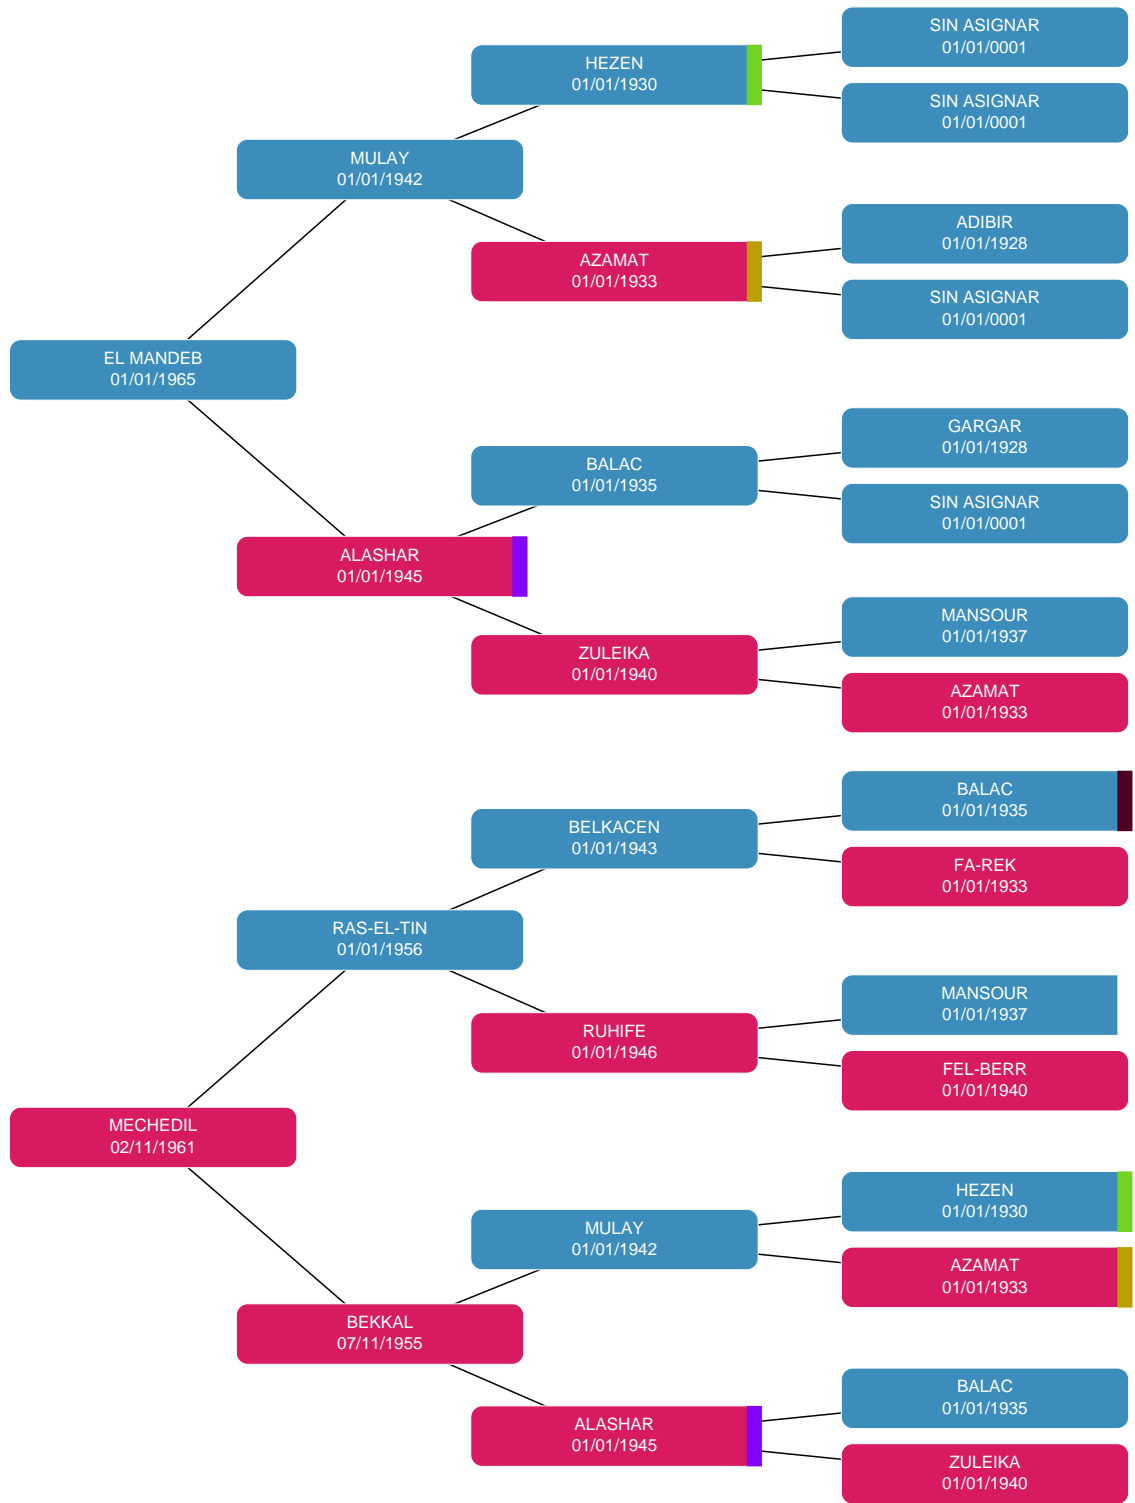 SIN ASIGNAR
01/01/0001
HEZEN
01/01/1930
SIN ASIGNAR
01/01/0001
MULAY
01/01/1942
ADIBIR
01/01/1928
AZAMAT
01/01/1933
SIN ASIGNAR
01/01/0001
EL MANDEB
01/01/1965
GARGAR
01/01/1928
BALAC
01/01/1935
SIN ASIGNAR
01/01/0001
ALASHAR
01/01/1945
MANSOUR
01/01/1937
ZULEIKA
01/01/1940
AZAMAT
01/01/1933
BALAC
01/01/1935
BELKACEN
01/01/1943
FA-REK
01/01/1933
RAS-EL-TIN
01/01/1956
MANSOUR
01/01/1937
RUHIFE
01/01/1946
FEL-BERR
01/01/1940
MECHEDIL
02/11/1961
HEZEN
01/01/1930
MULAY
01/01/1942
AZAMAT
01/01/1933
BEKKAL
07/11/1955
BALAC
01/01/1935
ALASHAR
01/01/1945
ZULEIKA
01/01/1940